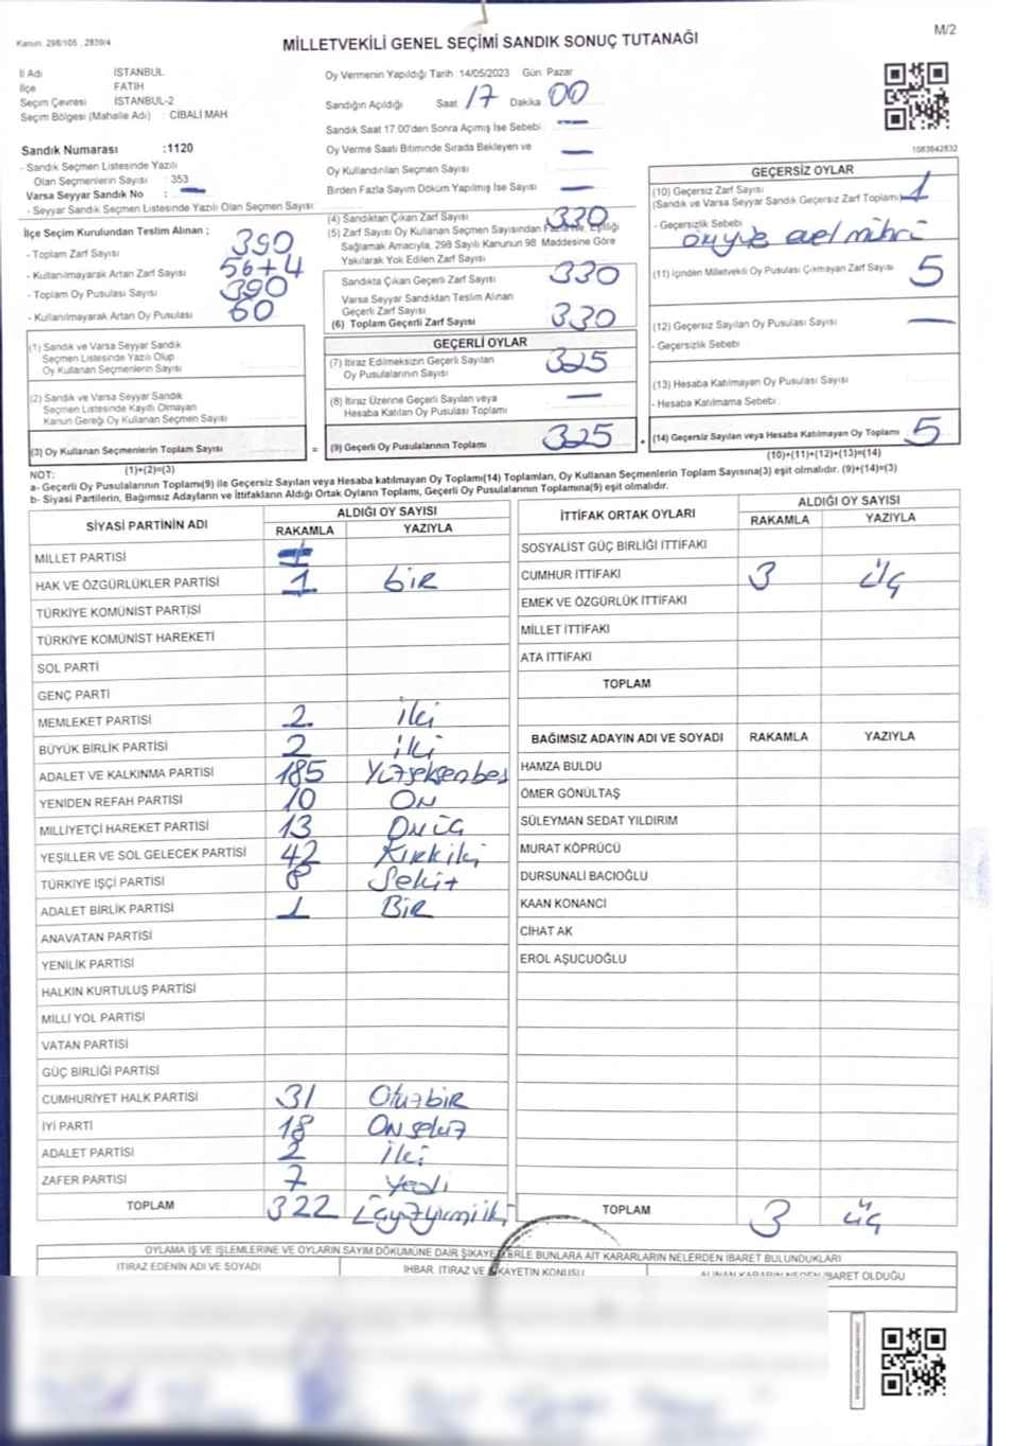 Kanun: 298/105 , 2839/4
MİLLETVEKİLİ GENEL SEÇİMİ SANDIK SONUÇ TUTANAĞI
M/2
İl Adı İSTANBUL
İlçe FATİH
Seçim Çevresi İSTANBUL-2
Seçim Bölgesi (Mahalle Adı) : CİBALİ MAH
Sandık Numarası :1120
- Sandık Seçmen Listesinde Yazılı
Olan Seçmenlerin Sayısı 353
Varsa Seyyar Sandık No : —
- Seyyar Sandık Seçmen Listesinde Yazılı Olan Seçmen Sayısı:
Oy Vermenin Yapıldığı Tarih :14/05/2023 Gün: Pazar
Sandığın Açıldığı Saat 17 Dakika 00
Sandık Saat 17.00'den Sonra Açımış İse Sebebi —
Oy Verme Saati Bitiminde Sırada Bekleyen ve
Oy Kullandırılan Seçmen Sayısı —
Birden Fazla Sayım Döküm Yapılmış İse Sayısı —
1083642832
İlçe Seçim Kurulundan Teslim Alınan ;
- Toplam Zarf Sayısı 390
- Kullanılmayarak Artan Zarf Sayısı 56+4
- Toplam Oy Pusulası Sayısı 390
- Kullanılmayarak Artan Oy Pusulası 60
(1) Sandık ve Varsa Seyyar Sandık
Seçmen Listesinde Yazılı Olup
Oy Kullanan Seçmenlerin Sayısı
(2) Sandık ve Varsa Seyyar Sandık
Seçmen Listesinde Kayıtlı Olmayan
Kanun Gereği Oy Kullanan Seçmen Sayısı
(3) Oy Kullanan Seçmenlerin Toplam Sayısı =
(1)+(2)=(3)
(4) Sandıktan Çıkan Zarf Sayısı 330
(5) Zarf Sayısı Oy Kullanan Seçmen Sayısından Fazla ise, Eşitliği
Sağlamak Amacıyla, 298 Sayılı Kanunun 98 Maddesine Göre
Yakılarak Yok Edilen Zarf Sayısı
Sandıkta Çıkan Geçerli Zarf Sayısı 330
Varsa Seyyar Sandıktan Teslim Alınan
Geçerli Zarf Sayısı
(6) Toplam Geçerli Zarf Sayısı 330
GEÇERLİ OYLAR
(7) İtiraz Edilmeksizin Geçerli Sayılan
Oy Pusulalarının Sayısı 325
(8) İtiraz Üzerine Geçerli Sayılan veya
Hesaba Katılan Oy Pusulası Toplamı —
(9) Geçerli Oy Pusulalarının Toplamı 325 +
GEÇERSİZ OYLAR
(10) Geçersiz Zarf Sayısı
(Sandık ve Varsa Seyyar Sandık Geçersiz Zarf Toplamı) 1
- Geçersizlik Sebebi :
(11) İçinden Milletvekili Oy Pusulası Çıkmayan Zarf Sayısı 5
(12) Geçersiz Sayılan Oy Pusulası Sayısı —
- Geçersizlik Sebebi
(13) Hesaba Katılmayan Oy Pusulası Sayısı
- Hesaba Katılmama Sebebi :
(14) Geçersiz Sayılan veya Hesaba Katılmayan Oy Toplamı 5
(10)+(11)+(12)+(13)=(14)
NOT:
a- Geçerli Oy Pusulalarının Toplamı(9) ile Geçersiz Sayılan veya Hesaba katılmayan Oy Toplamı(14) Toplamları, Oy Kullanan Seçmenlerin Toplam Sayısına(3) eşit olmalıdır. (9)+(14)=(3)
b- Siyasi Partilerin, Bağımsız Adayların ve İttifakların Aldığı Ortak Oyların Toplamı, Geçerli Oy Pusulalarının Toplamına(9) eşit olmalıdır.
SİYASİ PARTİNİN ADI ALDIĞI OY SAYISI
RAKAMLA YAZIYLA
MİLLET PARTİSİ
HAK VE ÖZGÜRLÜKLER PARTİSİ 1 biR
TÜRKİYE KOMÜNİST PARTİSİ
TÜRKİYE KOMÜNİST HAREKETİ
SOL PARTİ
GENÇ PARTİ
MEMLEKET PARTİSİ 2 iki
BÜYÜK BİRLİK PARTİSİ 2 iki
ADALET VE KALKINMA PARTİSİ 185 Yüzseksenbeş
YENİDEN REFAH PARTİSİ 10 ON
MİLLİYETÇİ HAREKET PARTİSİ 13 Onüç
YEŞİLLER VE SOL GELECEK PARTİSİ 42 Kırkiki
TÜRKİYE İŞÇİ PARTİSİ 8 Sekiz
ADALET BİRLİK PARTİSİ 1 BiR
ANAVATAN PARTİSİ
YENİLİK PARTİSİ
HALKIN KURTULUŞ PARTİSİ
MİLLİ YOL PARTİSİ
VATAN PARTİSİ
GÜÇ BİRLİĞİ PARTİSİ
CUMHURİYET HALK PARTİSİ 31 OtuzbiR
İYİ PARTİ 18 ONsekiz
ADALET PARTİSİ 2 iki
ZAFER PARTİSİ 7 yedi
TOPLAM 322 Üçyüzyirmiiki
İTTİFAK ORTAK OYLARI ALDIĞI OY SAYISI
RAKAMLA YAZIYLA
SOSYALİST GÜÇ BİRLİĞİ İTTİFAKI
CUMHUR İTTİFAKI 3 üç
EMEK VE ÖZGÜRLÜK İTTİFAKI
MİLLET İTTİFAKI
ATA İTTİFAKI
TOPLAM
BAĞIMSIZ ADAYIN ADI VE SOYADI RAKAMLA YAZIYLA
HAMZA BULDU
ÖMER GÖNÜLTAŞ
SÜLEYMAN SEDAT YILDIRIM
MURAT KÖPRÜCÜ
DURSUNALİ BACIOĞLU
KAAN KONANCI
CİHAT AK
EROL AŞUCUOĞLU
TOPLAM 3 üç
OYLAMA İŞ VE İŞLEMLERİNE VE OYLARIN SAYIM DÖKÜMÜNE DAİR ŞİKAYETLERLE BUNLARA AİT KARARLARIN NELERDEN İBARET BULUNDUKLARI
İTİRAZ EDENİN ADI VE SOYADI İHBAR, İTİRAZ VE ŞİKAYETİN KONUSU ALINAN KARARIN NEDEN İBARET OLDUĞU